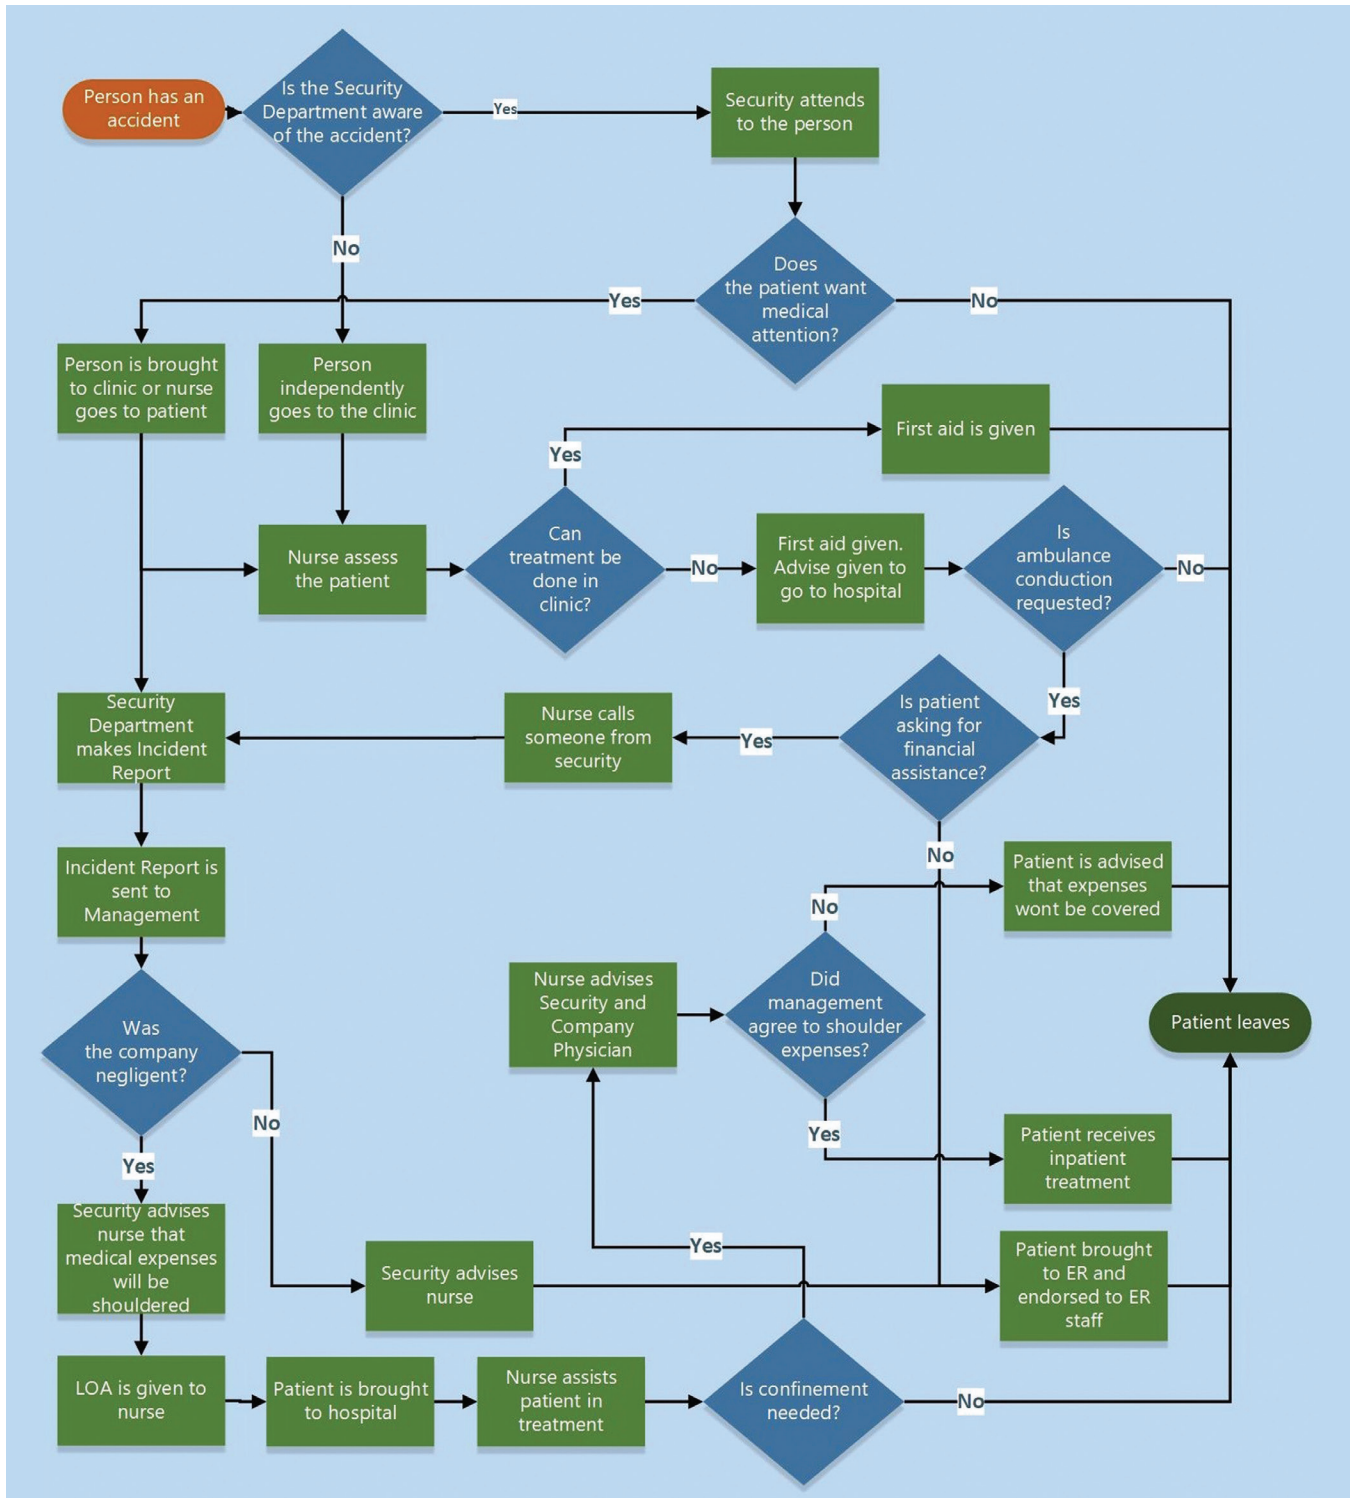 Person has an
accident
Is the Security
Department aware
of the accident?
Yes
Security attends
to the person
No
Does
the patient want
medical
attention?
Yes
No
Person is brought
to clinic or nurse
goes to patient
Person
independently
goes to the clinic
First aid is given
Yes
Nurse assess
the patient
Can
treatment be
done in
clinic?
No
First aid given.
Advise given to
go to hospital
Is
ambulance
conduction
requested?
No
Yes
Security
Department
makes Incident
Report
Nurse calls
someone from
security
Yes
Is patient
asking for
financial
assistance?
No
Incident Report is
sent to
Management
Patient is advised
that expenses
wont be covered
No
Was
the company
negligent?
Nurse advises
Security and
Company
Physician
Did
management
agree to shoulder
expenses?
Patient leaves
No
Yes
Yes
Patient receives
inpatient
treatment
Security advises
nurse that
medical expenses
will be
shouldered
Security advises
nurse
Yes
Patient brought
to ER and
endorsed to ER
staff
LOA is given to
nurse
Patient is brought
to hospital
Nurse assists
patient in
treatment
Is confinement
needed?
No